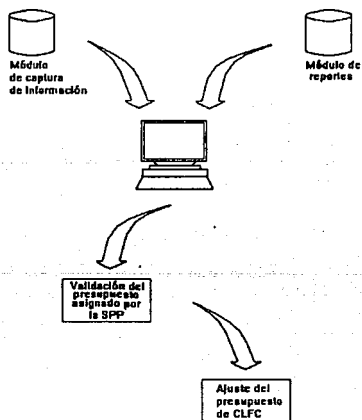 Módulo
de captura
de información
Módulo de
reportes
Validación del
presupuesto
asignado por
la SPP
Ajuste del
presupuesto
de CLFC